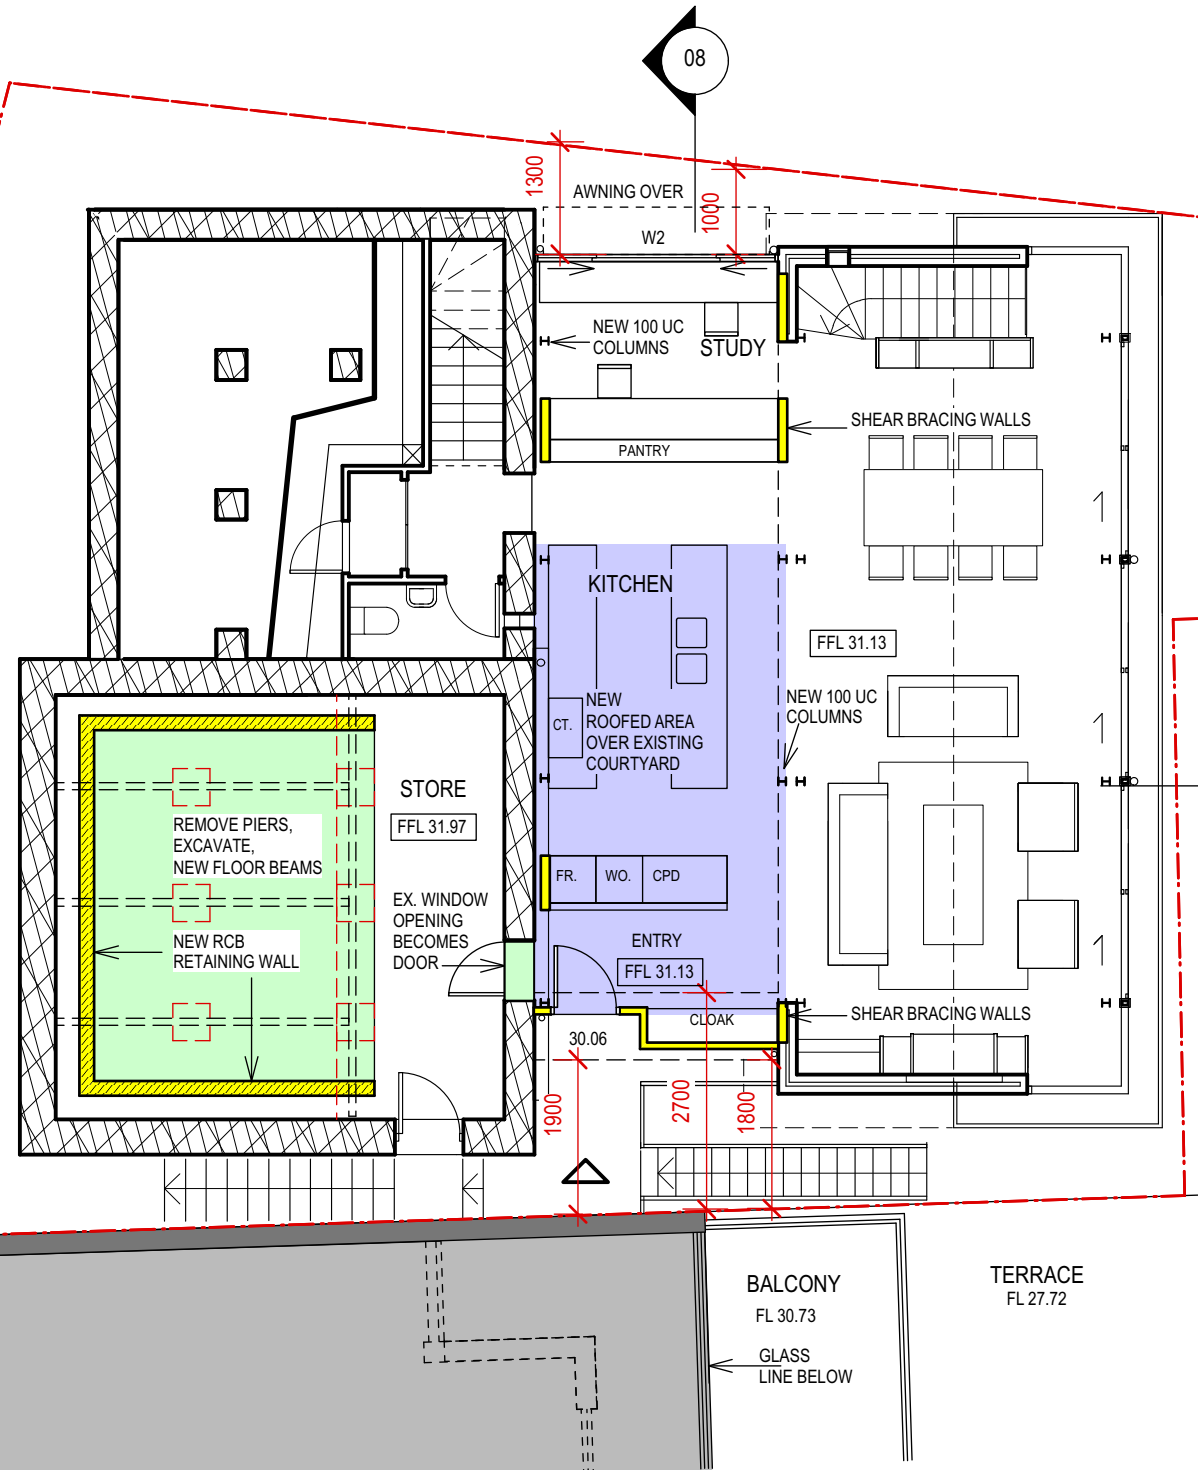 08
1300
AWNING OVER
1000
W2
NEW 100 UC
COLUMNS
STUDY
SHEAR BRACING WALLS
PANTRY
KITCHEN
FFL 31.13
NEW
ROOFED AREA
OVER EXISTING
COURTYARD
CT.
NEW 100 UC
COLUMNS
STORE
FFL 31.97
REMOVE PIERS,
EXCAVATE,
NEW FLOOR BEAMS
FR.
WO.
CPD
EX. WINDOW
OPENING
BECOMES
DOOR
NEW RCB
RETAINING WALL
ENTRY
FFL 31.13
CLOAK
SHEAR BRACING WALLS
30.06
1900
2700
1800
BALCONY
FL 30.73
TERRACE
FL 27.72
GLASS
LINE BELOW